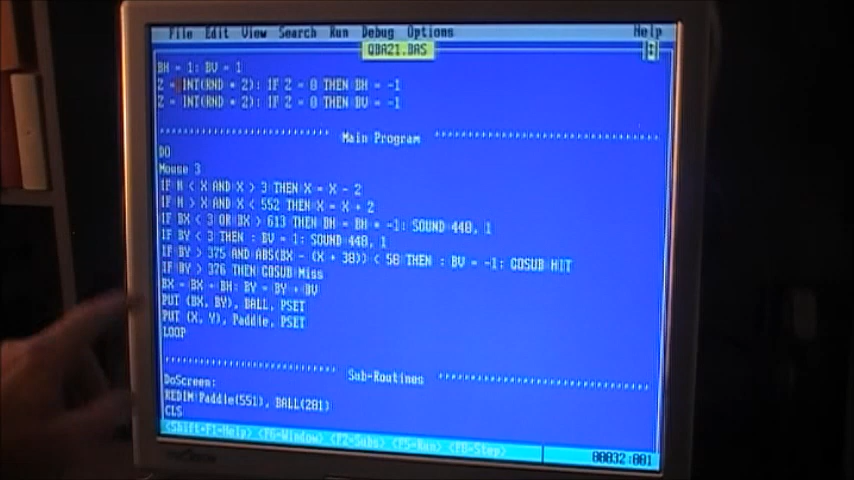 File Edit View Search Run Debug Options Help
QBA21.BAS
BH = 1: BV = 1
Z = INT(RND * 2): IF Z = 0 THEN BH = -1
Z = INT(RND * 2): IF Z = 0 THEN BV = -1
'''''''''''''''''''''''''''''' Main Program ''''''''''''''''''''''''''''''''''''''''
DO
Mouse 3
IF H < X AND X > 3 THEN X = X - 2
IF H > X AND X < 552 THEN X = X + 2
IF BX < 3 OR BX > 613 THEN BH = BH * -1: SOUND 440, 1
IF BY < 3 THEN : BV = 1: SOUND 440, 1
IF BY > 375 AND ABS(BX - (X + 38)) < 58 THEN : BV = -1: GOSUB HIT
IF BY > 376 THEN GOSUB Miss
BX = BX + BH: BY = BY + BV
PUT (BX, BY), BALL, PSET
PUT (X, Y), Paddle, PSET
LOOP
'''''''''''''''''''''''''''''' Sub-Routines ''''''''''''''''''''''''''''''''''''''
DoScreen:
REDIM Paddle(551), BALL(281)
CLS
<Shift-F1=Help> <F6=Window> <F2=Subs> <F5=Run> <F8=Step> 00032:001